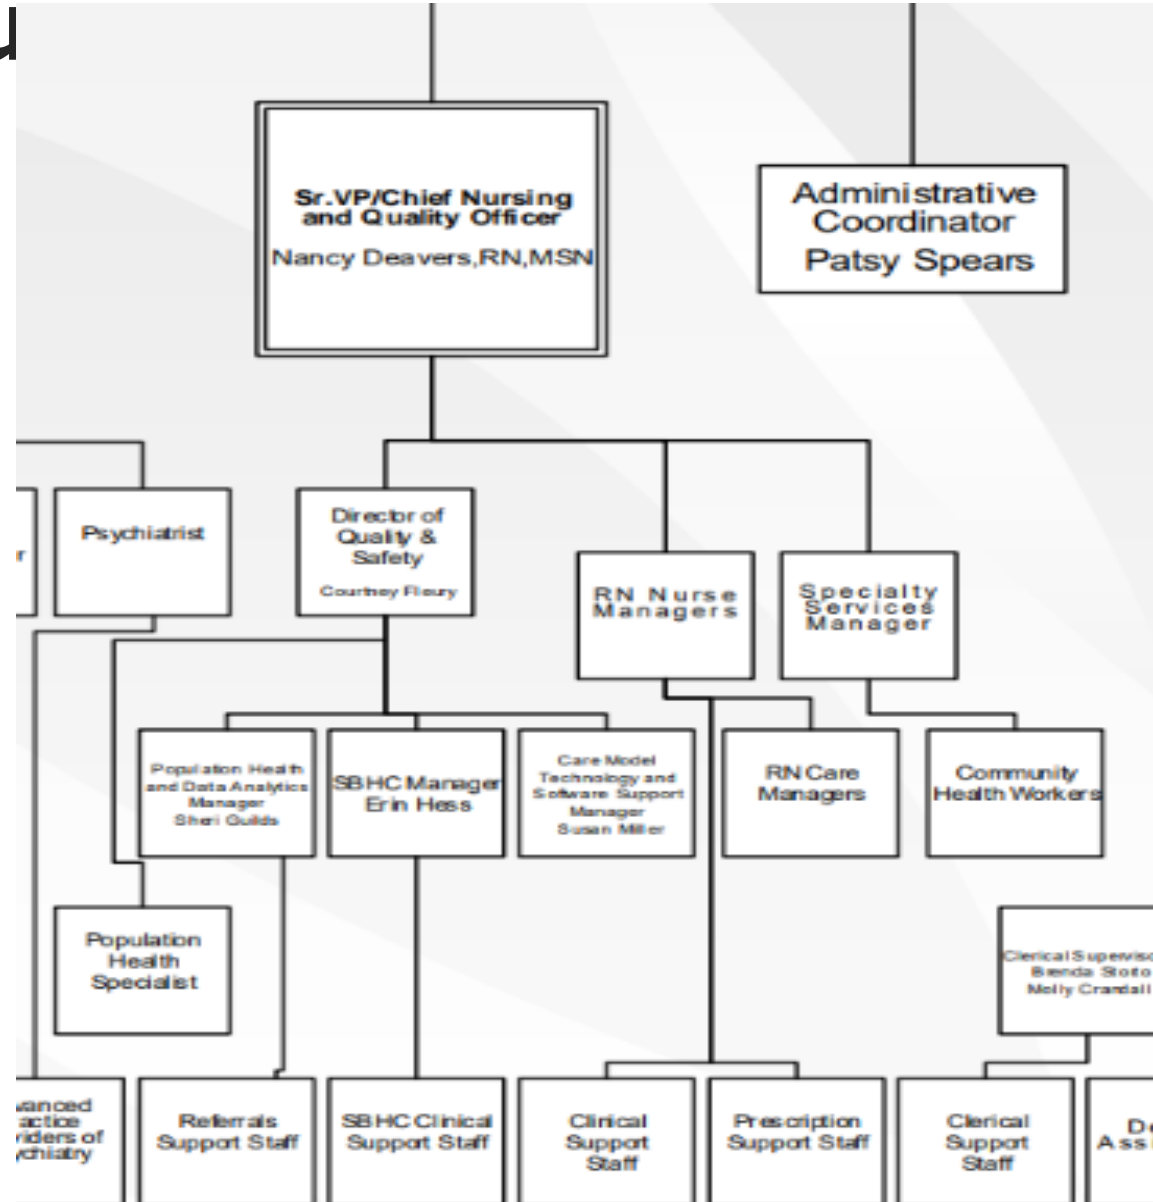 Sr.VP/Chief Nursing
and Quality Officer
Nancy Deavers,RN,MSN
Administrative
Coordinator
Patsy Spears
Psychiatrist
Director of
Quality &
Safety
Courtney Fleury
RN Nurse
Managers
Specialty
Services
Manager
Population Health
and Data Analytics
Manager
Sheri Guilds
SBHC Manager
Erin Hess
Care Model
Technology and
Software Support
Manager
Susan Miller
RN Care
Managers
Community
Health Workers
Population
Health
Specialist
Brenda
Molly Crandall
Referrals
Support Staff
SBHC Clinical
Support Staff
Clinical
Support
Staff
Prescription
Support Staff
Clerical
Support
Staff